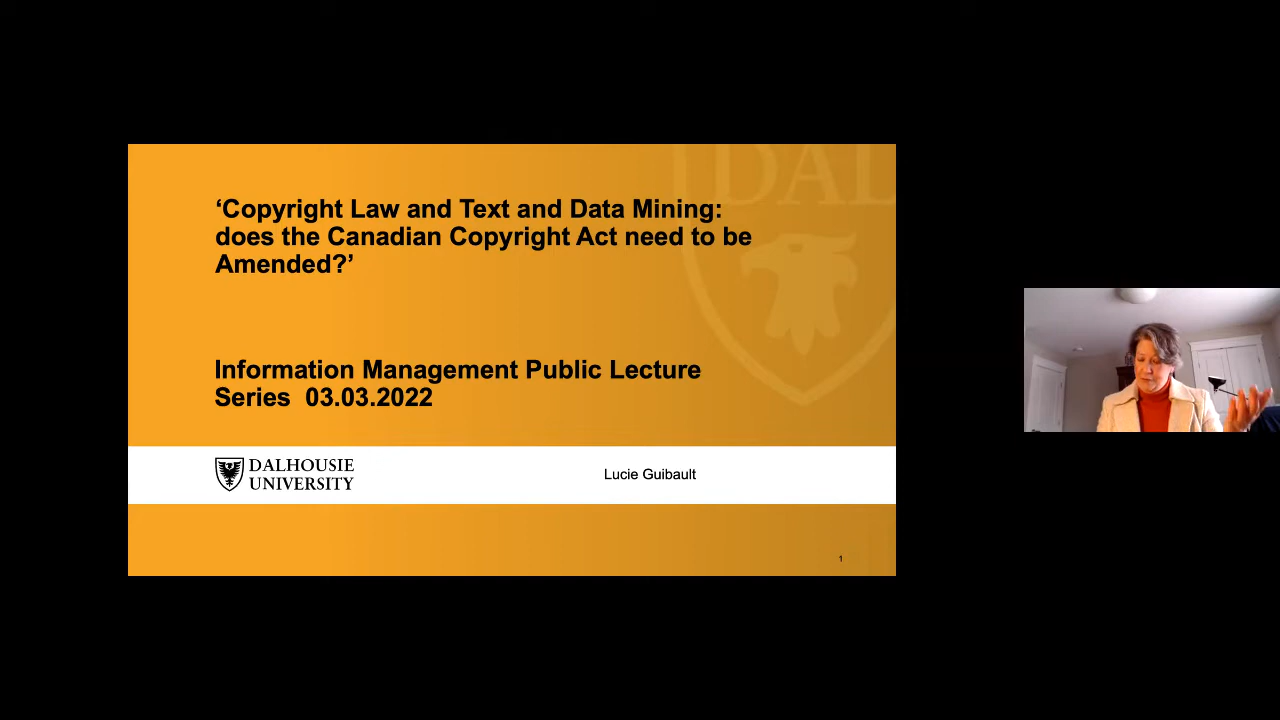 DAL
‘Copyright Law and Text and Data Mining:
does the Canadian Copyright Act need to be
Amended?’
Information Management Public Lecture
Series 03.03.2022
DALHOUSIE
UNIVERSITY
Lucie Guibault
1